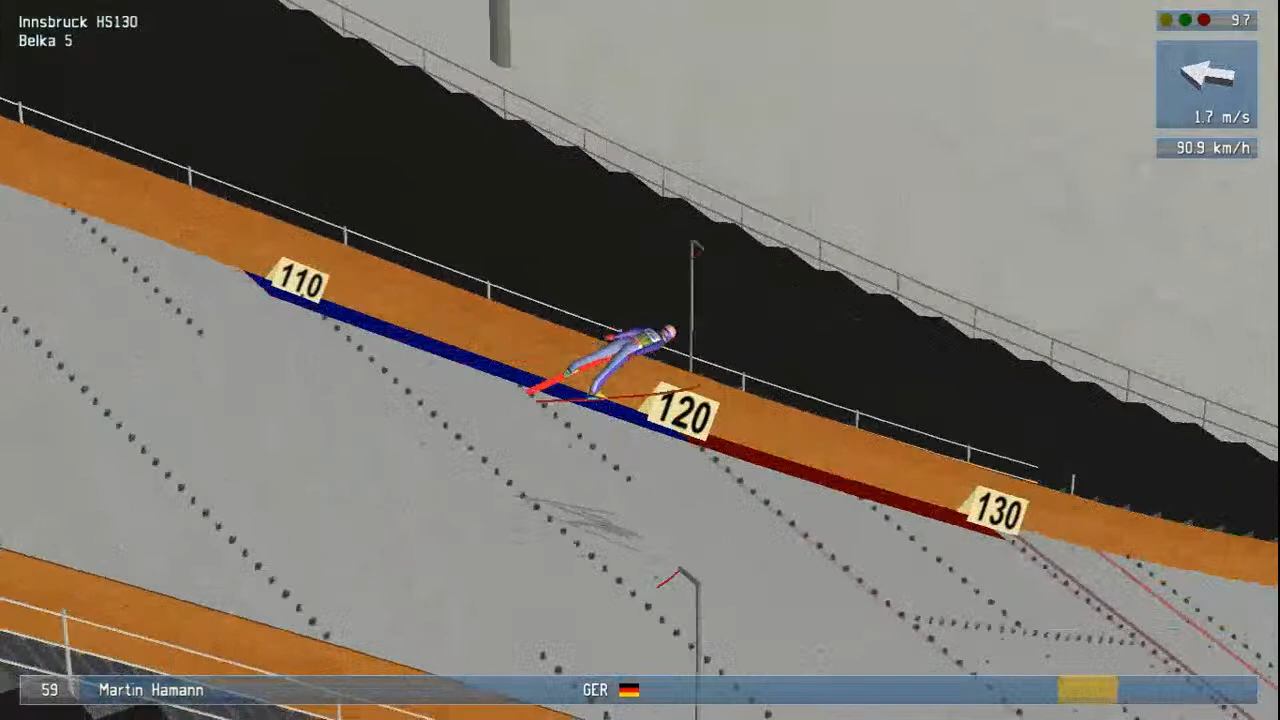 Innsbruck HS130
Belka 5
9.7
1.7 m/s
90.9 km/h
110
120
130
59 Martin Hamann GER